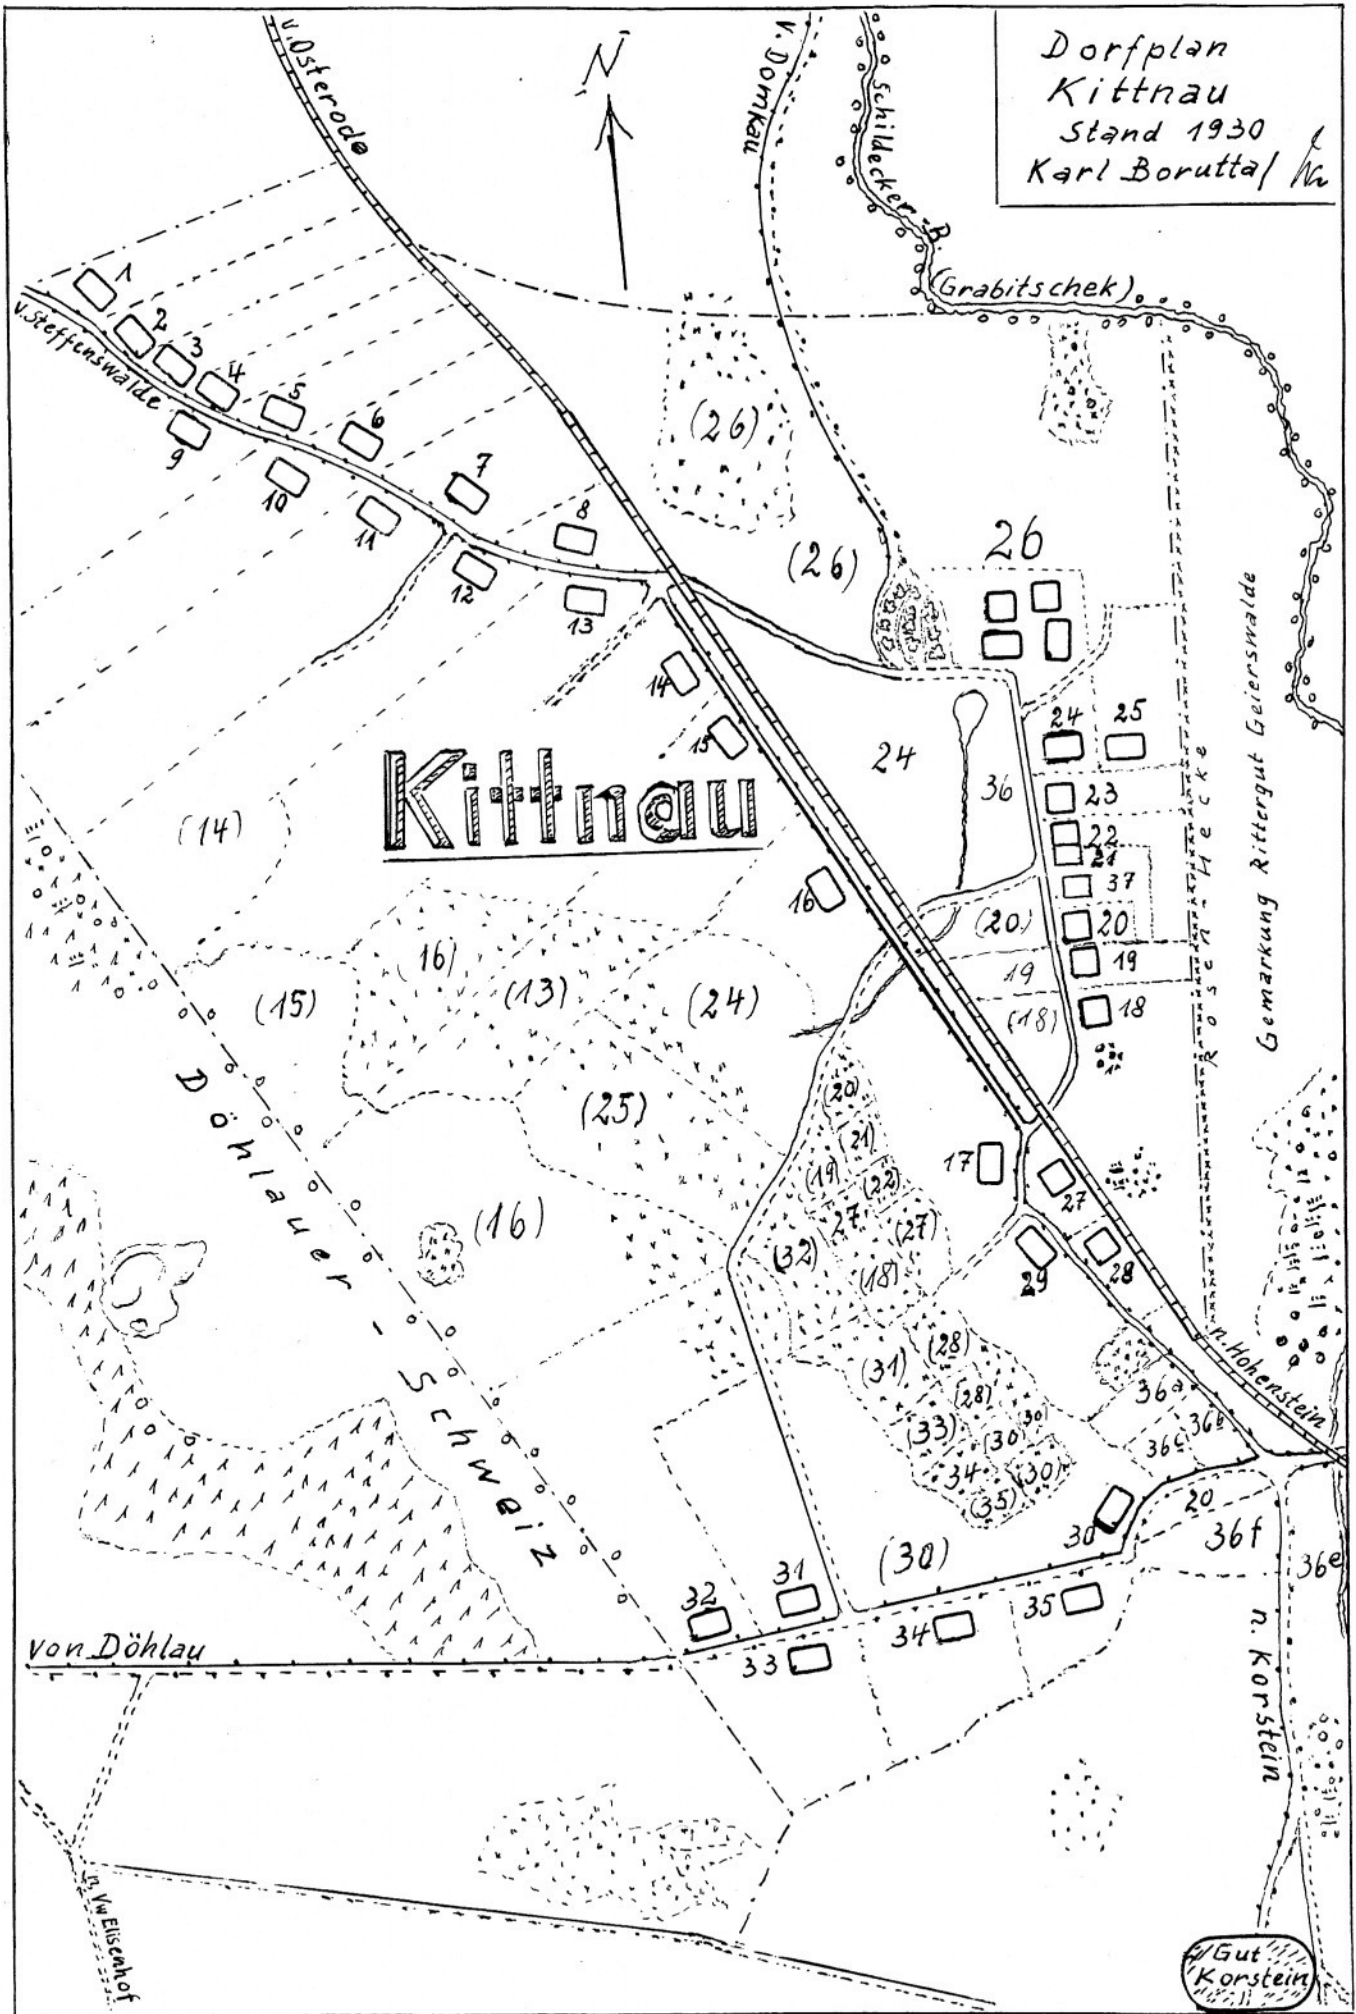 Dorfplan
Kittnau
Stand 1930
Karl Borutta
v. Osterode
N
v. Domkau
Schildecker-B.
(Grabitschek)
v. Steffenswalde
1
2
3
4
5
6
7
8
9
10
11
12
13
(26)
(26)
26
14
15
24
36
24
25
23
22
21
37
20
19
18
Kittnau
(14)
16
(20)
19
(18)
Rosen-Hecke
Gemarkung Rittergut Geierswalde
(16)
(13)
(24)
(15)
(25)
(16)
Döhlauer-Schweiz
(20)
(21)
(19)
(22)
27
(27)
(32)
(18)
17
27
28
29
(28)
(31)
(28)
(33)
(30)
(30)
34
(30)
(35)
36a
36b
36c
n. Hohenstein
20
36f
36e
30
(30)
31
32
33
34
35
von Döhlau
n. Korstein
n. Vw Elisenhof
Gut
Korstein